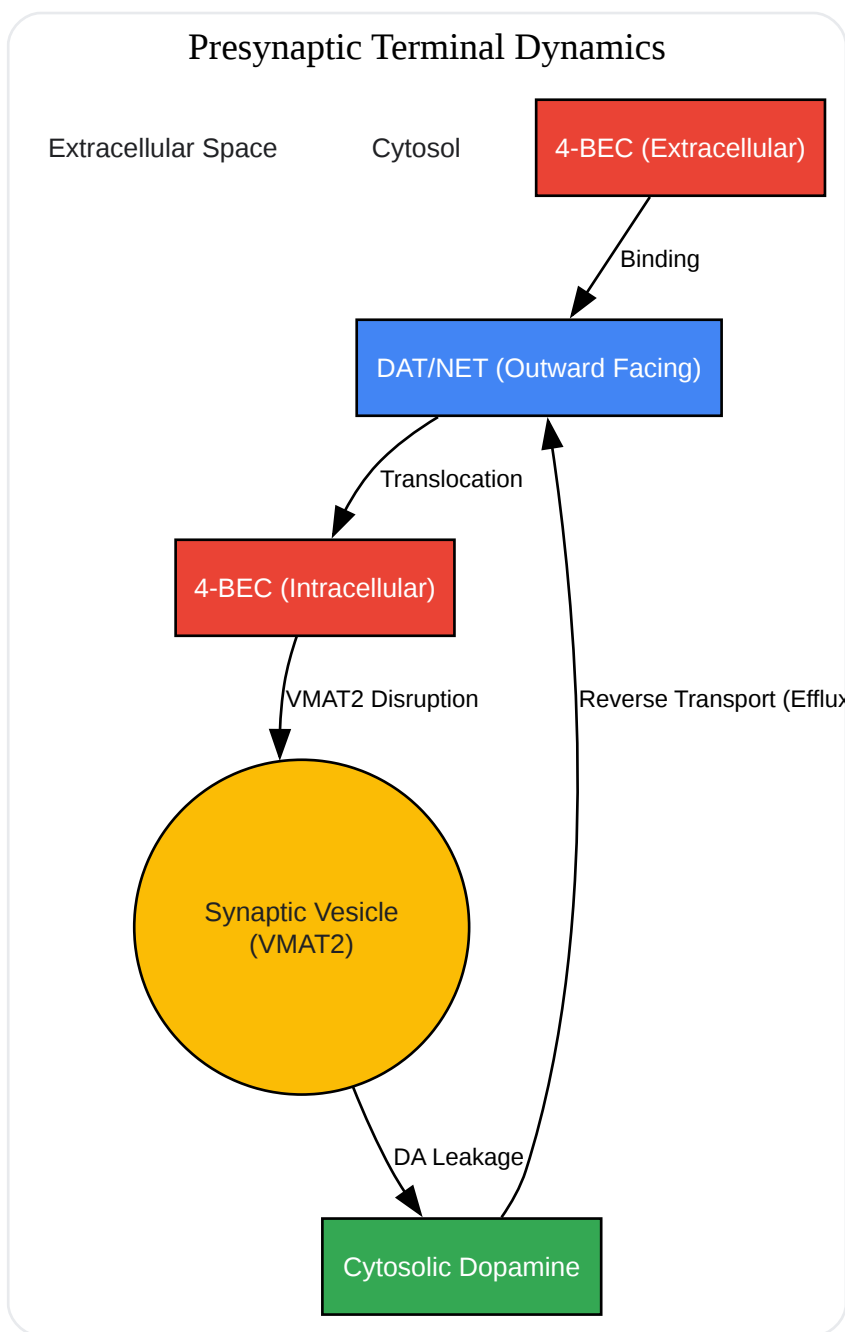 Presynaptic Terminal Dynamics
Extracellular Space
Cytosol
4-BEC (Extracellular)
Binding
DAT/NET (Outward Facing)
Translocation
4-BEC (Intracellular)
VMAT2 Disruption
Reverse Transport (Efflux
Synaptic Vesicle
(VMAT2)
DA Leakage
Cytosolic Dopamine